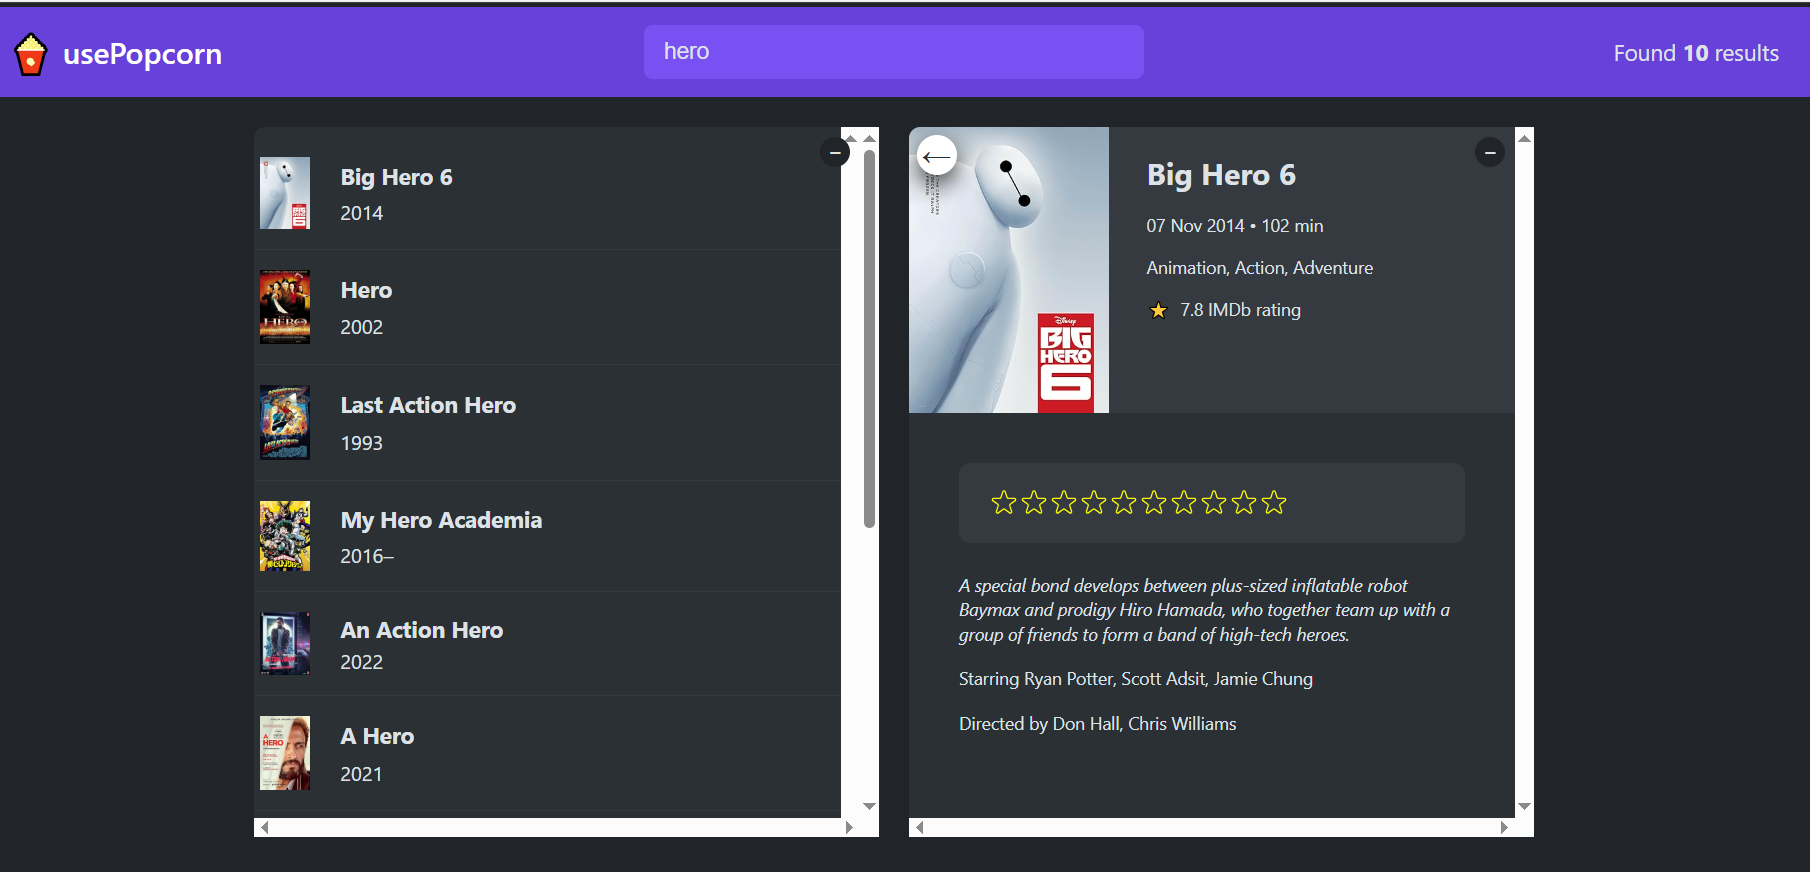 usePopcorn
hero
Found 10 results
Big Hero 6
2014
Hero
2002
Last Action Hero
1993
My Hero Academia
2016–
An Action Hero
2022
A Hero
2021
←
Disney
BIG
HERO
6
Big Hero 6
07 Nov 2014 • 102 min
Animation, Action, Adventure
7.8 IMDb rating
A special bond develops between plus-sized inflatable robot
Baymax and prodigy Hiro Hamada, who together team up with a
group of friends to form a band of high-tech heroes.
Starring Ryan Potter, Scott Adsit, Jamie Chung
Directed by Don Hall, Chris Williams